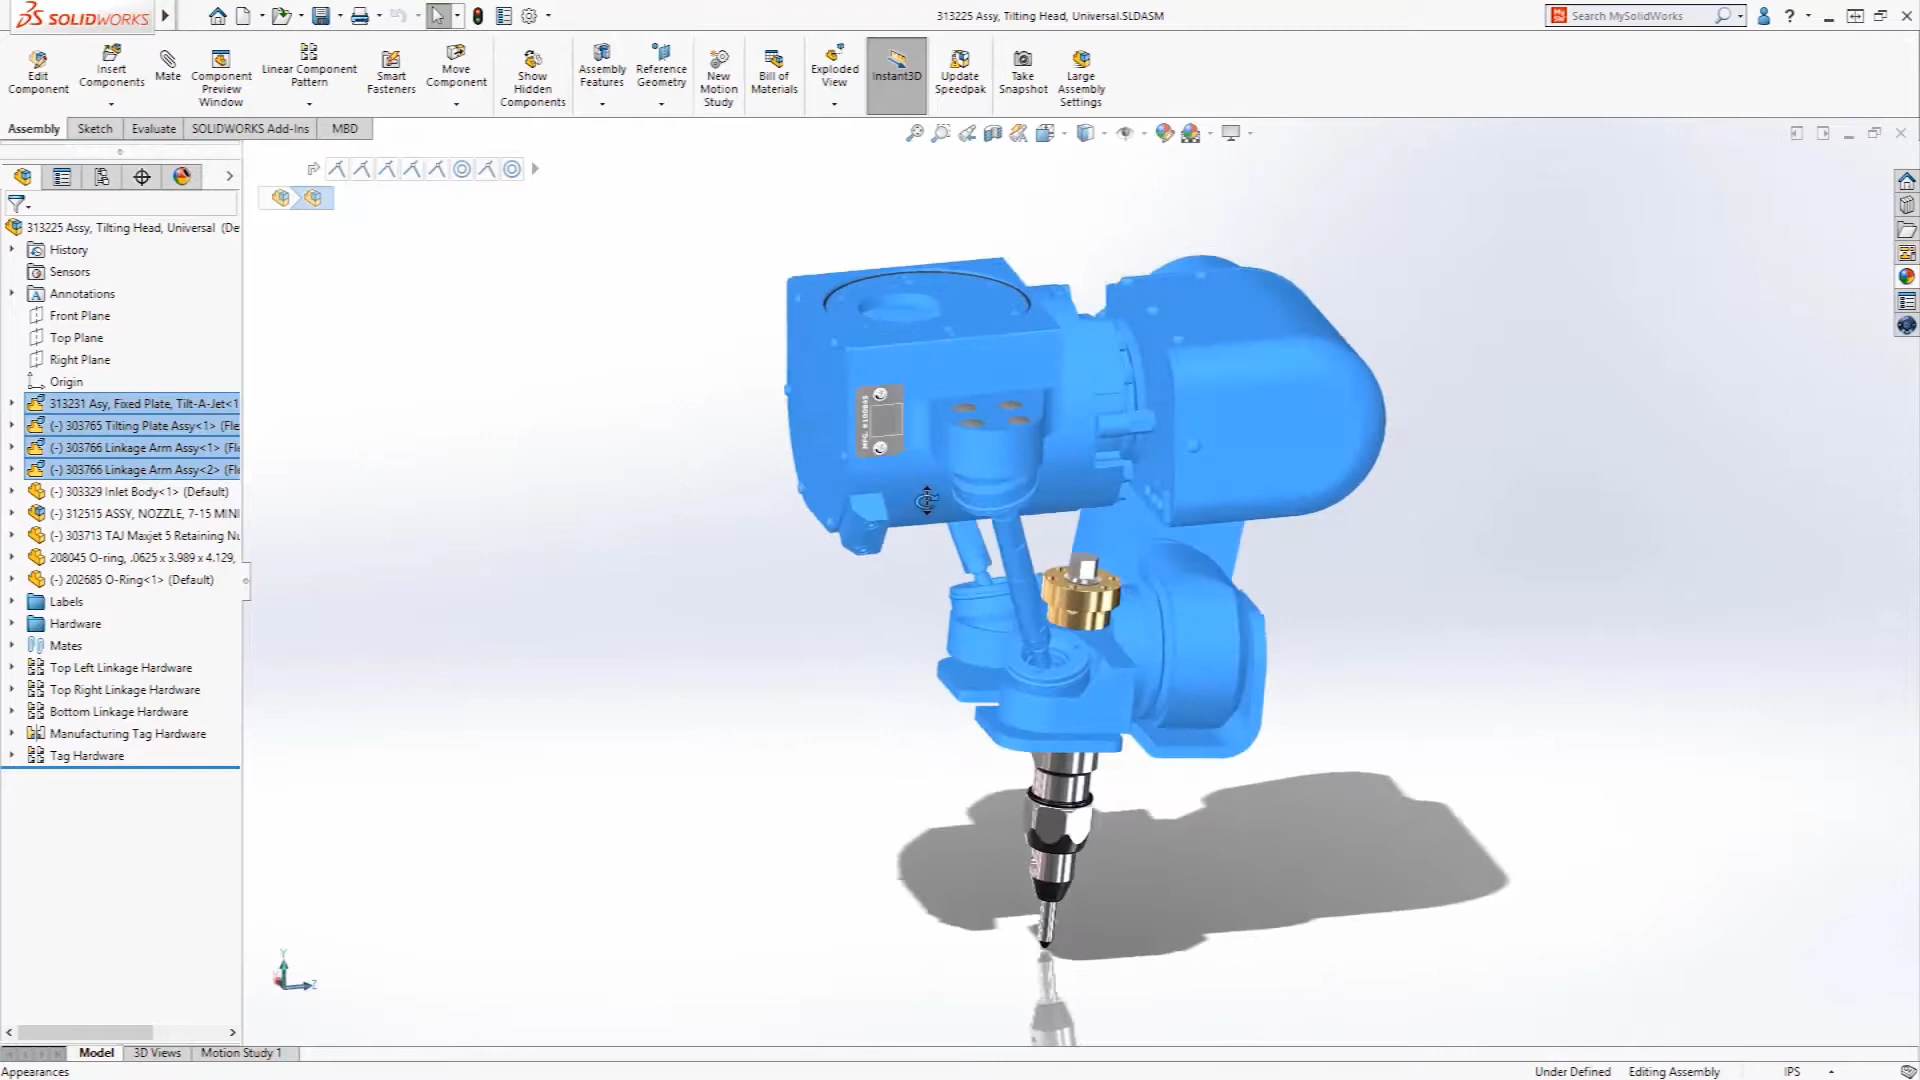 SOLIDWORKS
313225 Assy, Tilting Head, Universal.SLDASM
Search MySolidWorks
?
Edit
Component
Insert
Components
Mate
Component
Preview
Window
Linear Component
Pattern
Smart
Fasteners
Move
Component
Show
Hidden
Components
Assembly
Features
Reference
Geometry
New
Motion
Study
Bill of
Materials
Exploded
View
Instant3D
Update
Speedpak
Take
Snapshot
Large
Assembly
Settings
Assembly
Sketch
Evaluate
SOLIDWORKS Add-Ins
MBD
313225 Assy, Tilting Head, Universal (De
History
Sensors
Annotations
Front Plane
Top Plane
Right Plane
Origin
313231 Asy, Fixed Plate, Tilt-A-Jet<1
(-) 303765 Tilting Plate Assy<1> (Fle
(-) 303766 Linkage Arm Assy<1> (Fl
(-) 303766 Linkage Arm Assy<2> (Fl
(-) 303329 Inlet Body<1> (Default)
(-) 312515 ASSY, NOZZLE, 7-15 MINI
(-) 303713 TAJ Maxjet 5 Retaining Nu
208045 O-ring, .0625 x 3.989 x 4.129,
(-) 202685 O-Ring<1> (Default)
Labels
Hardware
Mates
Top Left Linkage Hardware
Top Right Linkage Hardware
Bottom Linkage Hardware
Manufacturing Tag Hardware
Tag Hardware
Y
Z
Model
3D Views
Motion Study 1
Appearances
Under Defined
Editing Assembly
IPS